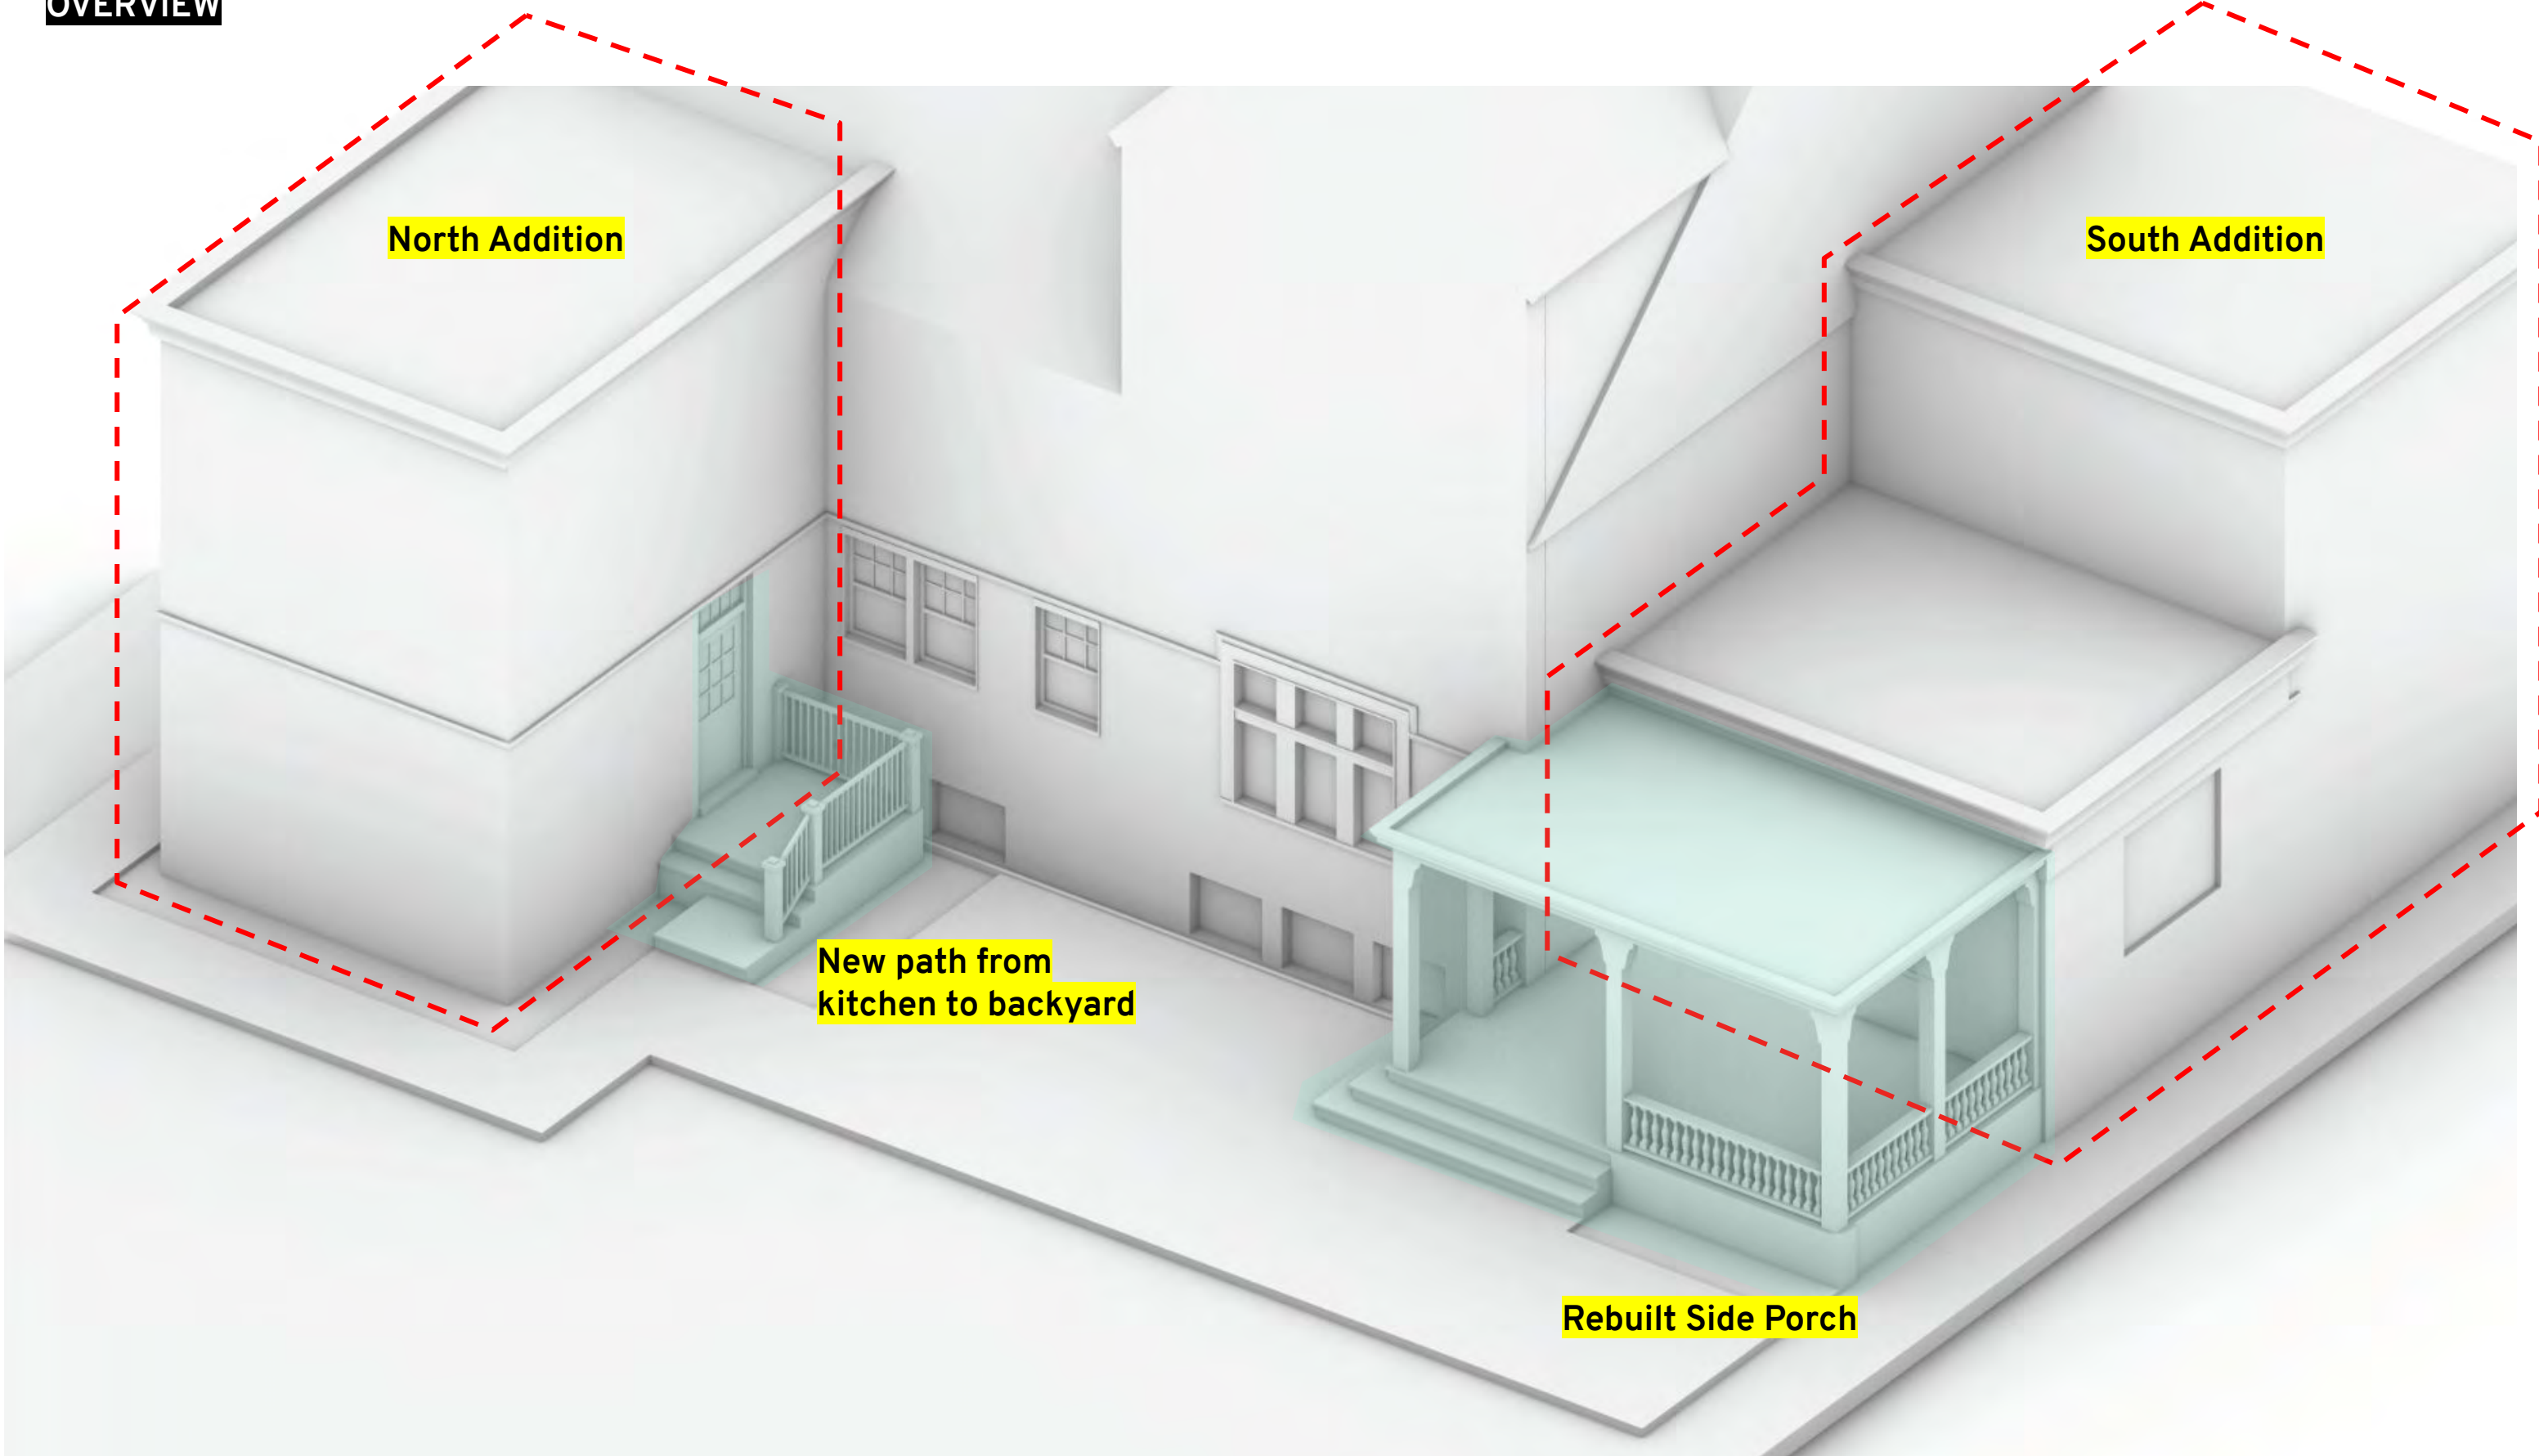 OVERVIEW
North Addition
South Addition
New path from
kitchen to backyard
Rebuilt Side Porch